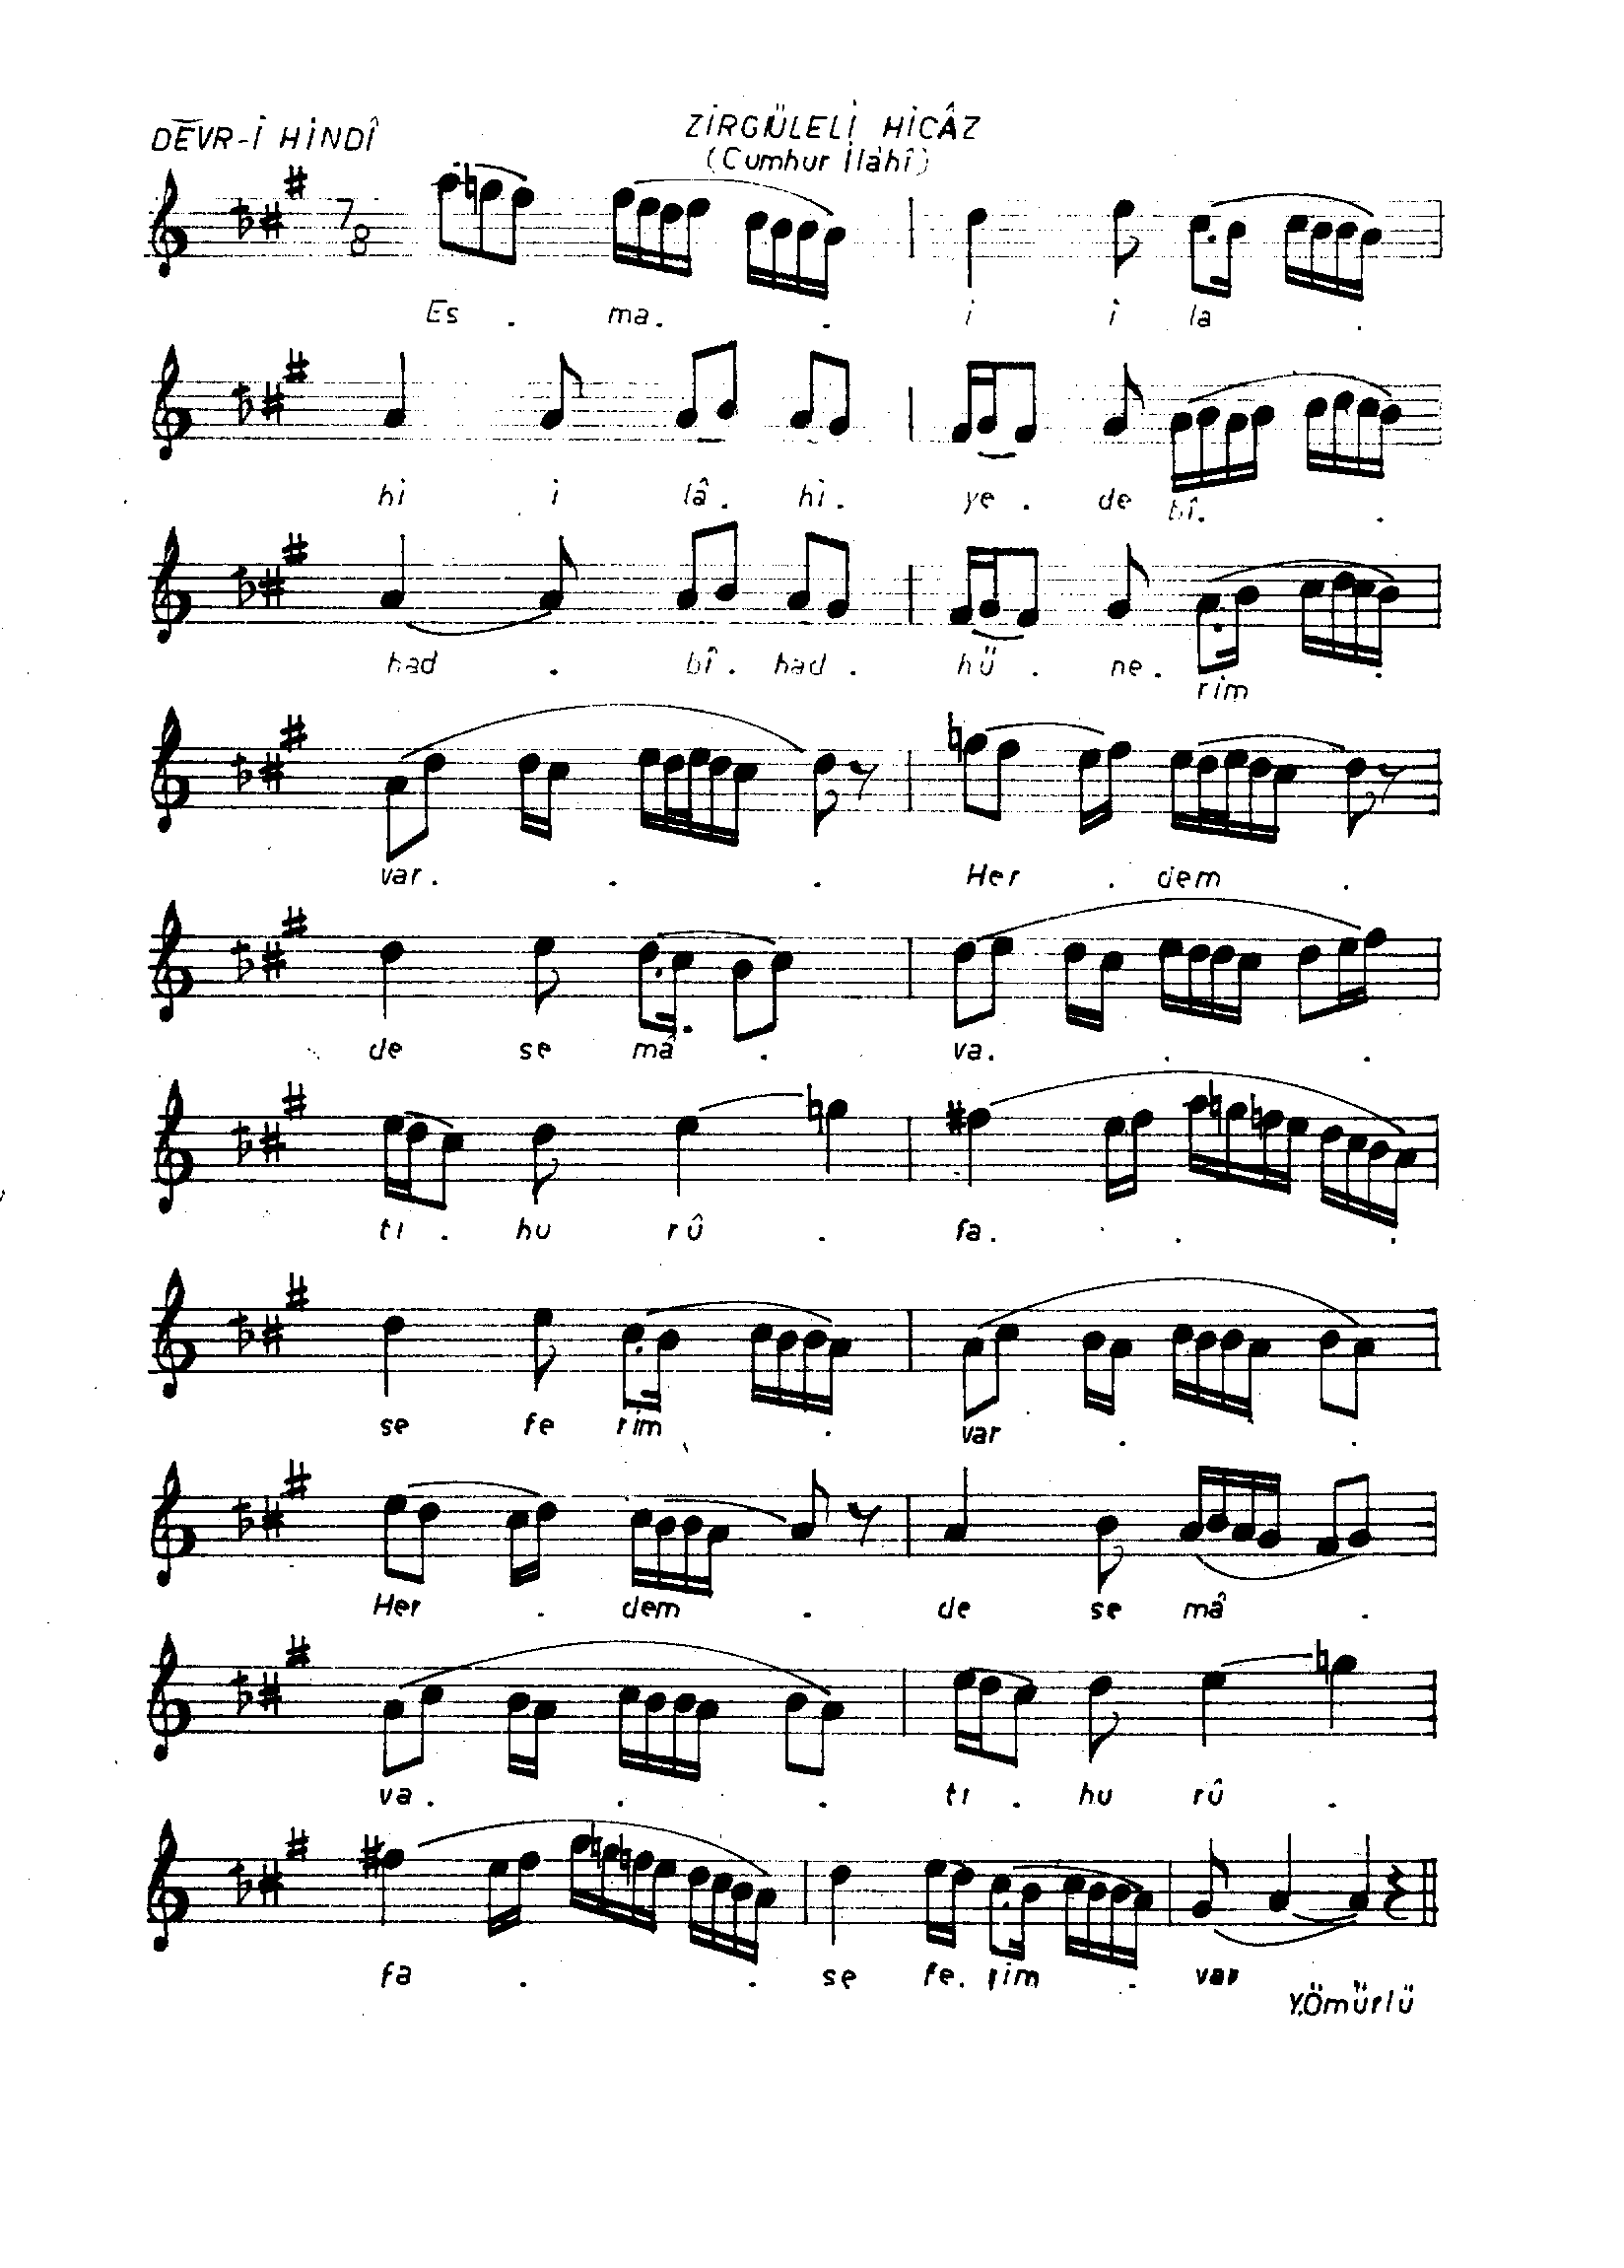 DEVR-İ HİNDÎ
ZİRGÜLELİ HİCÂZ
(Cumhur İlâhî)
7
8
Es . ma. . i i la .
hi i lâ. hi. ye . de bî. .
had . bî. had . hü . ne. rim .
var. . . Her . dem .
de se mâ . va. . .
tı . hu rû . fa. . .
se fe rim . var . .
Her . dem . de se mâ .
va. . . tı . hu rû .
fa . . se fe. rim . var
Y.Ömürlü